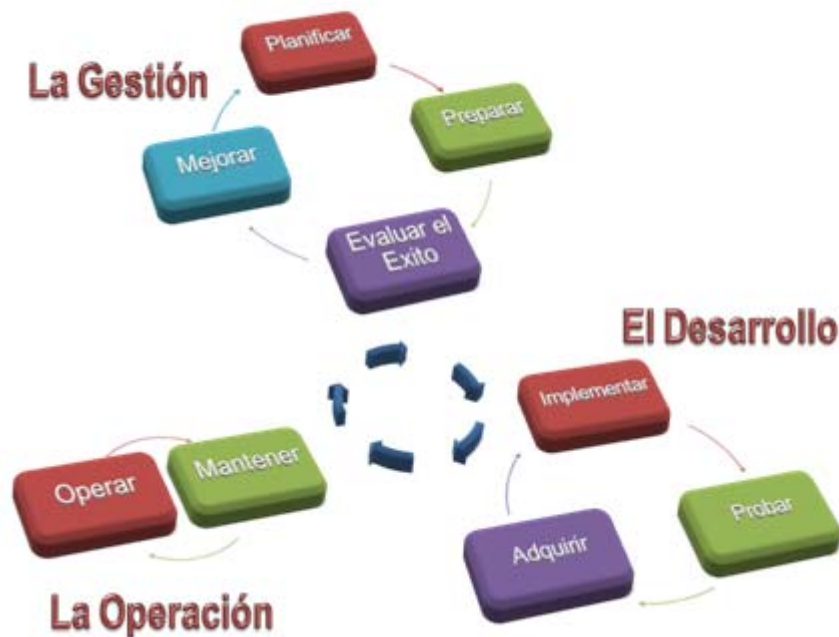 La Gestión
Planificar
Preparar
Evaluar el
Exito
Mejorar
El Desarrollo
Implementar
Probar
Adquirir
La Operación
Operar
Mantener